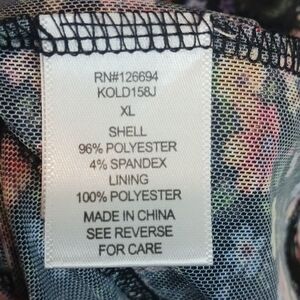 RN#126694
KOLD158J
XL
SHELL
96% POLYESTER
4% SPANDEX
LINING
100% POLYESTER
MADE IN CHINA
SEE REVERSE
FOR CARE